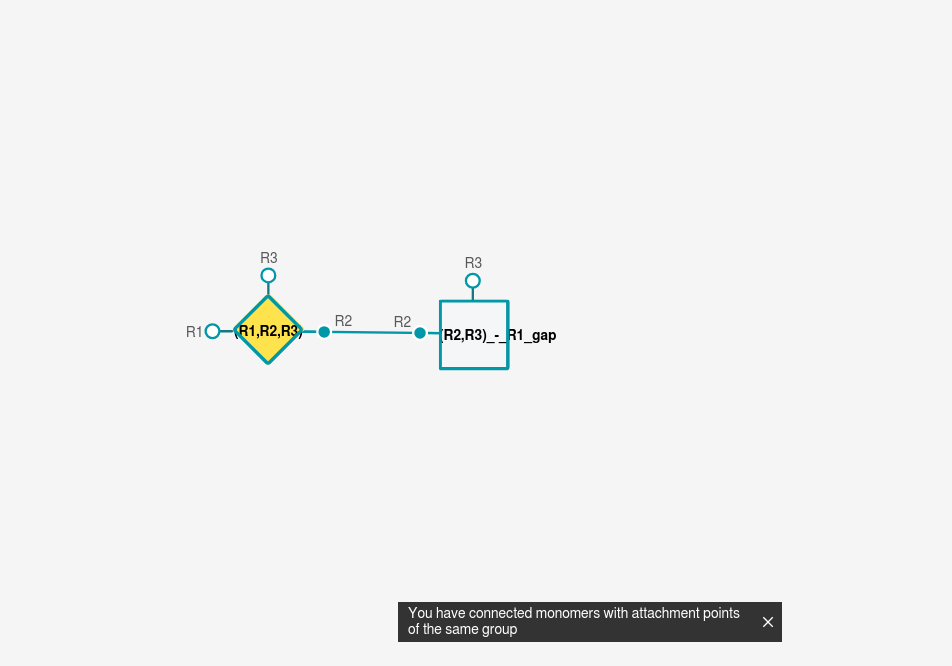 R3
R3
R1
(R1,R2,R3)
R2
R2
(R2,R3)_-_R1_gap
You have connected monomers with attachment points
of the same group